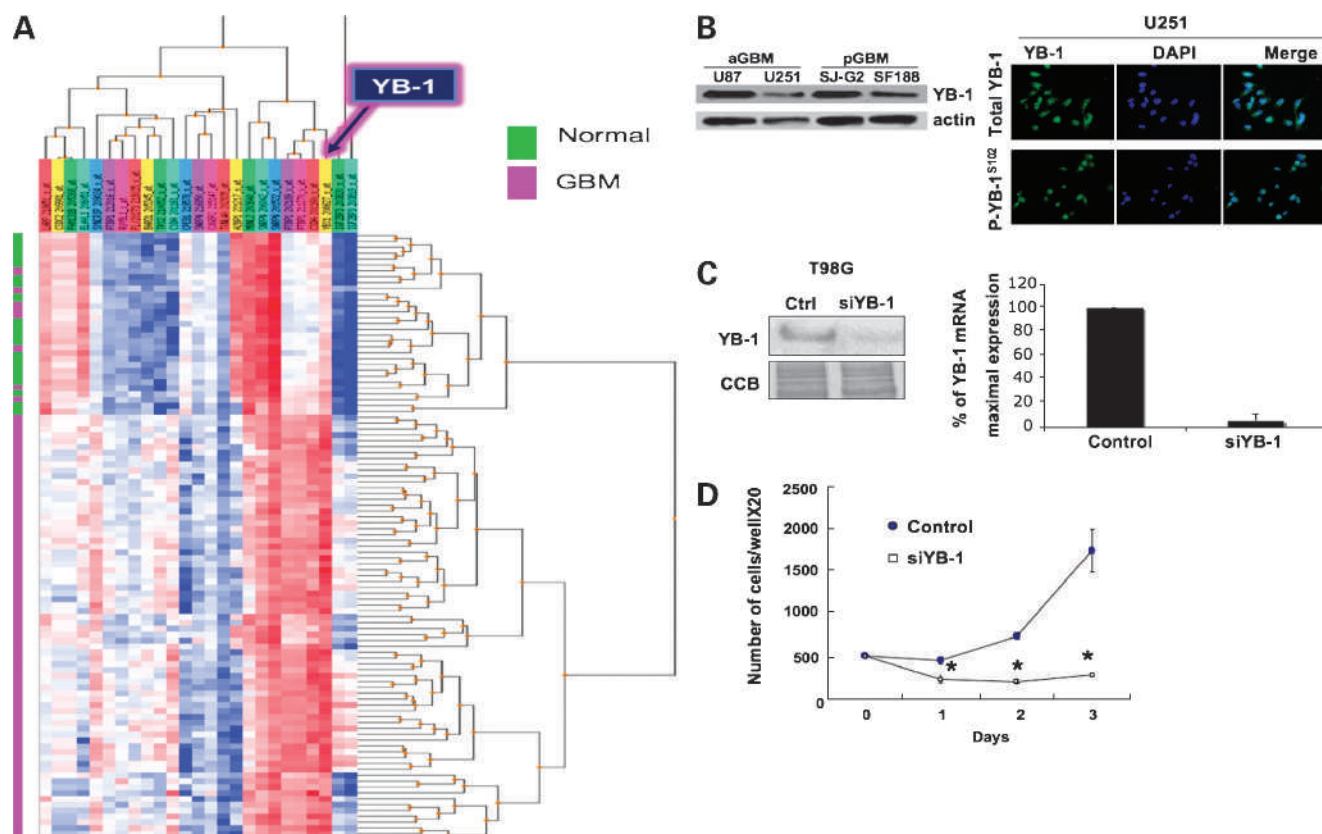 A
YB-1
Normal
GBM
B
aGBM
pGBM
U87
U251
SJ-G2
SF188
YB-1
actin
U251
YB-1
DAPI
Merge
Total YB-1
P-YB-1S102
C
T98G
Ctrl
siYB-1
YB-1
CCB
% of YB-1 mRNA
maximal expression
120
100
80
60
40
20
0
Control
siYB-1
D
Number of cells/wellX20
2500
2000
1500
1000
500
0
Control
siYB-1
*
*
*
0
1
2
3
Days